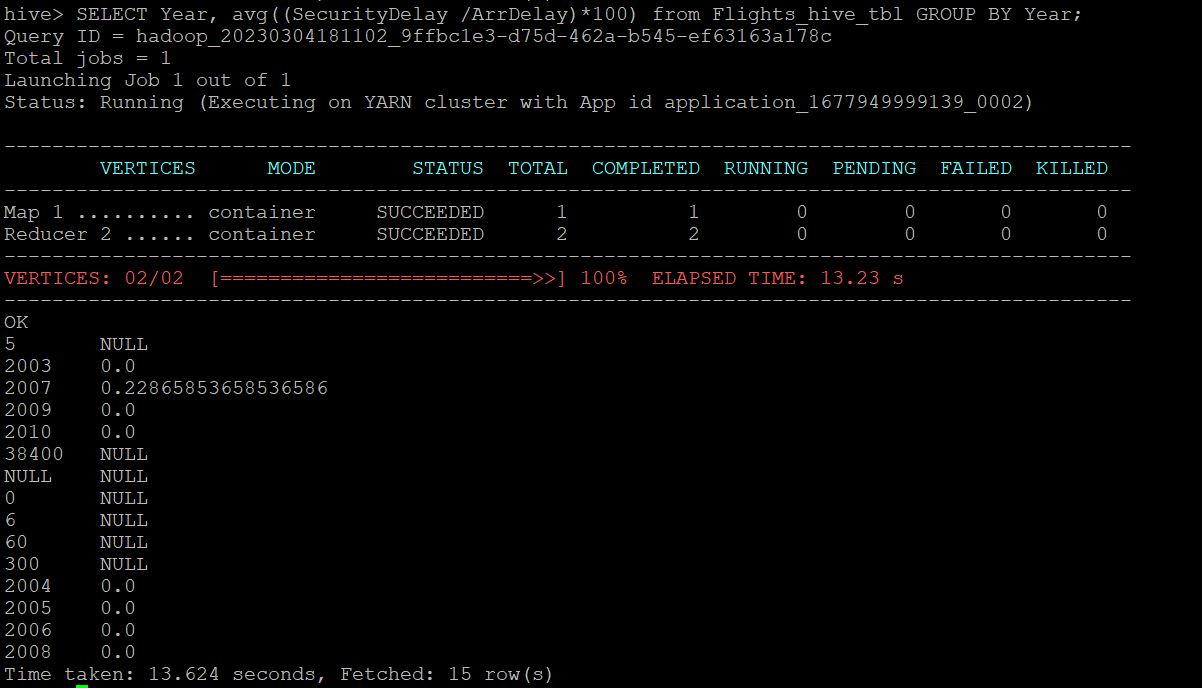 hive> SELECT Year, avg((SecurityDelay /ArrDelay)*100) from Flights_hive_tbl GROUP BY Year;
Query ID = hadoop_20230304181102_9ffbc1e3-d75d-462a-b545-ef63163a178c
Total jobs = 1
Launching Job 1 out of 1
Status: Running (Executing on YARN cluster with App id application_1677949999139_0002)
----------------------------------------------------------------------------------------------
        VERTICES      MODE        STATUS  TOTAL  COMPLETED  RUNNING  PENDING  FAILED  KILLED
----------------------------------------------------------------------------------------------
Map 1 .......... container     SUCCEEDED      1          1        0        0       0       0
Reducer 2 ...... container     SUCCEEDED      2          2        0        0       0       0
----------------------------------------------------------------------------------------------
VERTICES: 02/02  [==========================>>] 100%  ELAPSED TIME: 13.23 s
----------------------------------------------------------------------------------------------
OK
5       NULL
2003    0.0
2007    0.22865853658536586
2009    0.0
2010    0.0
38400   NULL
NULL    NULL
0       NULL
6       NULL
60      NULL
300     NULL
2004    0.0
2005    0.0
2006    0.0
2008    0.0
Time taken: 13.624 seconds, Fetched: 15 row(s)